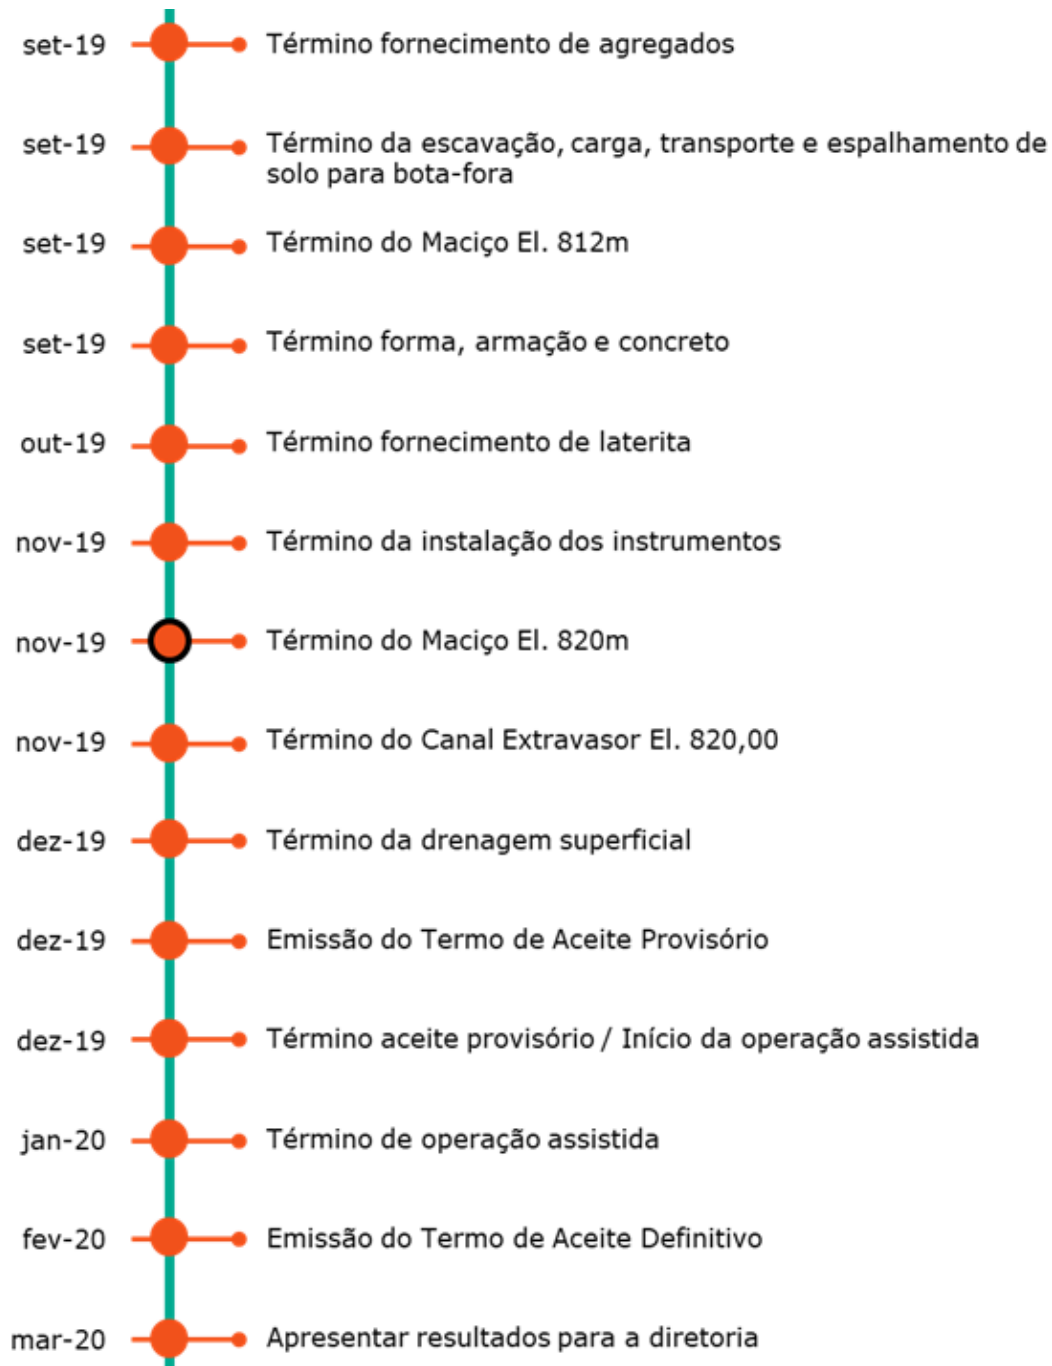 set-19 Término fornecimento de agregados
set-19 Término da escavação, carga, transporte e espalhamento de
solo para bota-fora
set-19 Término do Maciço El. 812m
set-19 Término forma, armação e concreto
out-19 Término fornecimento de laterita
nov-19 Término da instalação dos instrumentos
nov-19 Término do Maciço El. 820m
nov-19 Término do Canal Extravasor El. 820,00
dez-19 Término da drenagem superficial
dez-19 Emissão do Termo de Aceite Provisório
dez-19 Término aceite provisório / Início da operação assistida
jan-20 Término de operação assistida
fev-20 Emissão do Termo de Aceite Definitivo
mar-20 Apresentar resultados para a diretoria